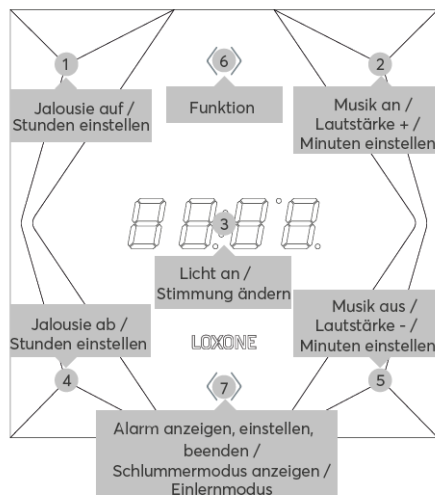 1
Jalousie auf /
Stunden einstellen
6
Funktion
2
Musik an /
Lautstärke + /
Minuten einstellen
88:88
3
Licht an /
Stimmung ändern
Jalousie ab /
Stunden einstellen
4
LOXONE
Musik aus /
Lautstärke - /
Minuten einstellen
5
7
Alarm anzeigen, einstellen,
beenden /
Schlummermodus anzeigen /
Einlernmodus